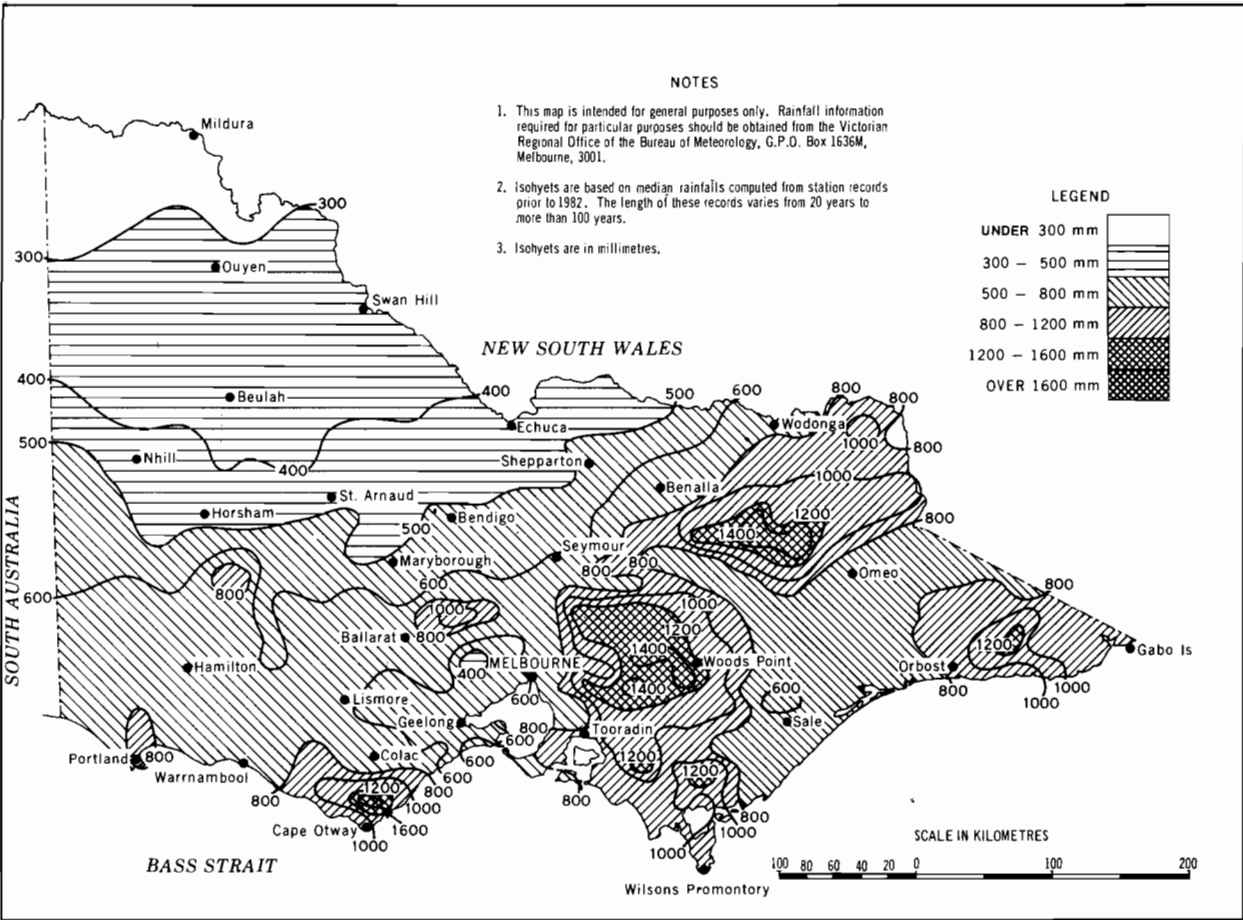 NOTES
1. This map is intended for general purposes only. Rainfall information
required for particular purposes should be obtained from the Victorian
Regional Office of the Bureau of Meteorology, G.P.O. Box 1636M,
Melbourne, 3001.
2. Isohyets are based on median rainfalls computed from station records
prior to 1982. The length of these records varies from 20 years to
more than 100 years.
3. Isohyets are in millimetres.
LEGEND
UNDER 300 mm
300 – 500 mm
500 – 800 mm
800 – 1200 mm
1200 – 1600 mm
OVER 1600 mm
Mildura
300
300
Ouyen
Swan Hill
NEW SOUTH WALES
400
Beulah
400
500
600
800
800
Echuca
Wodonga
500
1000
800
Nhill
400
Shepparton
1000
St. Arnaud
Benalla
Horsham
500
Bendigo
1200
800
1400
SOUTH AUSTRALIA
Maryborough
Seymour
800
800
Omeo
600
600
800
800
1000
1000
Ballarat
800
1200
1200
1400
Gabo Is
Hamilton
400
MELBOURNE
Woods Point
Orbost
1400
800
1000
1000
Lismore
600
600
Geelong
Sale
800
Tooradin
600
Portland
800
Colac
600
1200
1200
Warrnambool
600
800
1200
800
1000
800
800
1000
Cape Otway
1600
1000
1000
BASS STRAIT
Wilsons Promontory
SCALE IN KILOMETRES
100 80 60 40 20 0 100 200